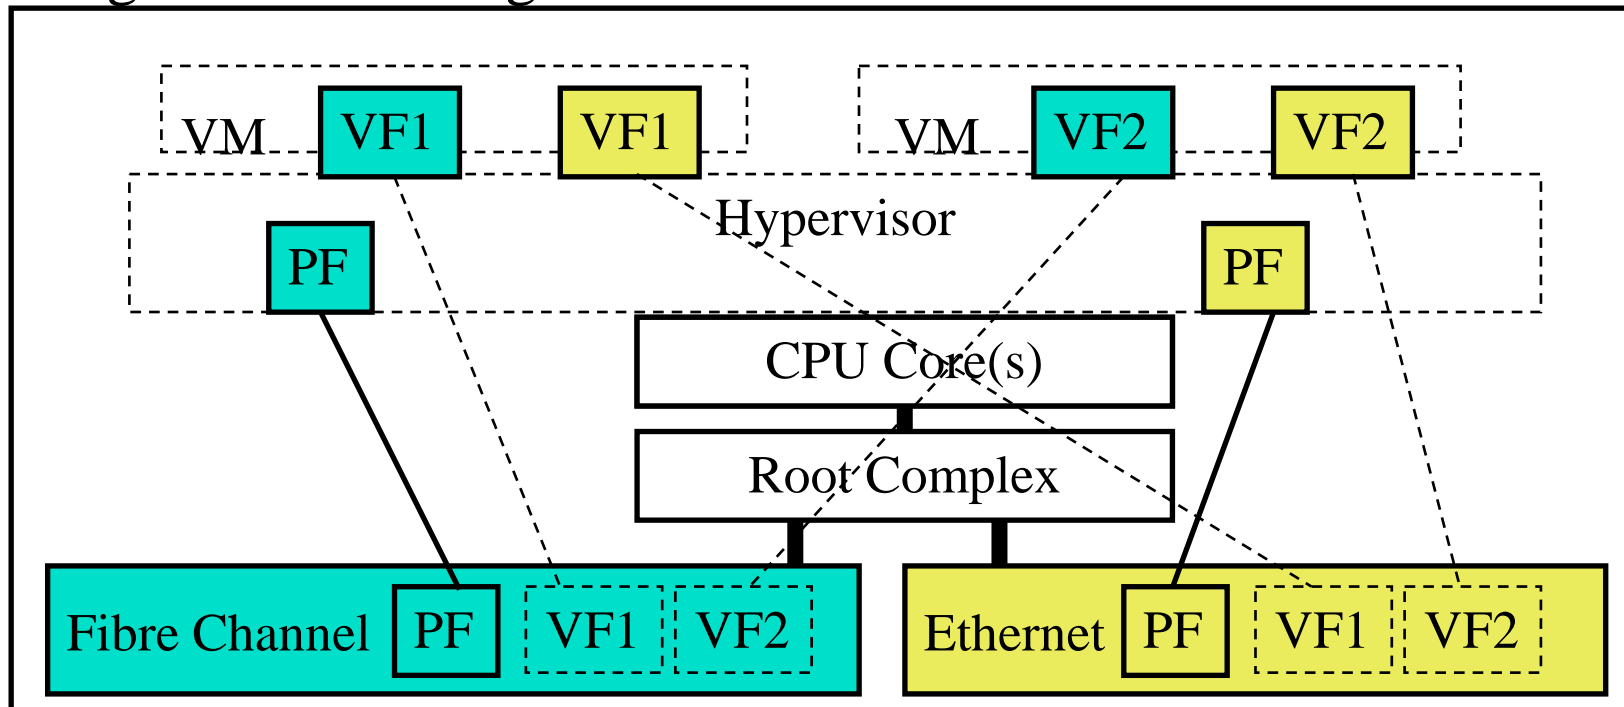 VM VF1 VF1 VM VF2 VF2
Hypervisor
PF PF
CPU Core(s)
Root Complex
Fibre Channel PF VF1 VF2 Ethernet PF VF1 VF2